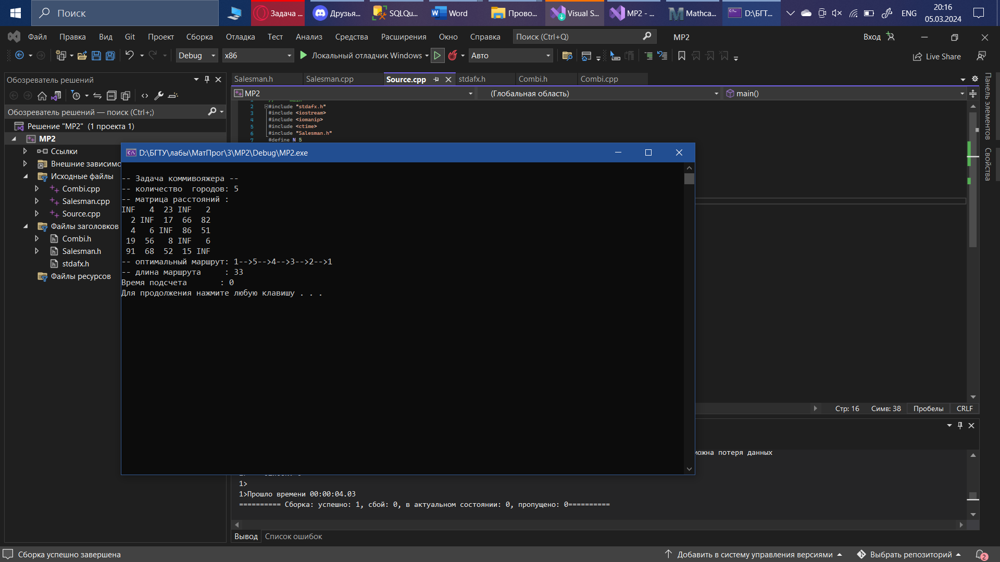 Поиск
Задача ...
Друзья...
SQLQu...
Word
Прово...
Visual S...
MP2 - ...
Mathca...
D:\БГТ...
ENG
20:16
05.03.2024
Файл Правка Вид Git Проект Сборка Отладка Тест Анализ Средства Расширения Окно Справка
Поиск (Ctrl+Q)
MP2
Вход
Debug
x86
Локальный отладчик Windows
Авто
Live Share
Обозреватель решений
Обозреватель решений — поиск (Ctrl+;)
Решение "MP2" (1 проекта 1)
MP2
Ссылки
Внешние зависимс
Исходные файлы
Combi.cpp
Salesman.cpp
Source.cpp
Файлы заголовков
Combi.h
Salesman.h
stdafx.h
Файлы ресурсов
Salesman.h
Salesman.cpp
Source.cpp
stdafx.h
Combi.h
Combi.cpp
MP2
(Глобальная область)
main()
2 #include "stdafx.h"
3 #include <iostream>
4 #include <iomanip>
5 #include <ctime>
6 #include "Salesman.h"
7 #define N 5
D:\БГТУ\лабы\МатПрог\3\MP2\Debug\MP2.exe
-- Задача коммивояжера --
-- количество  городов: 5
-- матрица расстояний :
INF   4  23 INF   2
  2 INF  17  66  82
  4   6 INF  86  51
 19  56   8 INF   6
 91  68  52  15 INF
-- оптимальный маршрут: 1-->5-->4-->3-->2-->1
-- длина маршрута     : 33
Время подсчета       : 0
Для продолжения нажмите любую клавишу . . .
Панель элементов
Свойства
Стр: 16
Симв: 38
Пробелы
CRLF
можна потеря данных
1>
1>Прошло времени 00:00:04.03
========== Сборка: успешно: 1, сбой: 0, в актуальном состоянии: 0, пропущено: 0==========
Вывод
Список ошибок
Сборка успешно завершена
Добавить в систему управления версиями
Выбрать репозиторий
2